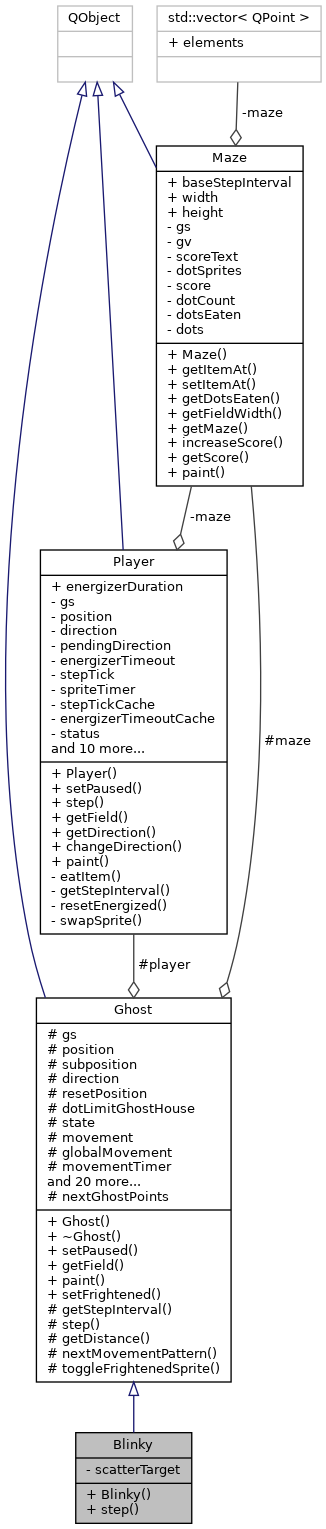 QObject
std::vector< QPoint >
+ elements
-maze
Maze
+ baseStepInterval
+ width
+ height
- gs
- gv
- scoreText
- dotSprites
- score
- dotCount
- dotsEaten
- dots
+ Maze()
+ getItemAt()
+ setItemAt()
+ getDotsEaten()
+ getFieldWidth()
+ getMaze()
+ increaseScore()
+ getScore()
+ paint()
-maze
Player
+ energizerDuration
- gs
- position
- direction
- pendingDirection
- energizerTimeout
- stepTick
- spriteTimer
- stepTickCache
- energizerTimeoutCache
- status
and 10 more...
+ Player()
+ setPaused()
+ step()
+ getField()
+ getDirection()
+ changeDirection()
+ paint()
- eatItem()
- getStepInterval()
- resetEnergized()
- swapSprite()
#maze
#player
Ghost
# gs
# position
# subposition
# direction
# resetPosition
# dotLimitGhostHouse
# state
# movement
# globalMovement
# movementTimer
and 20 more...
# nextGhostPoints
+ Ghost()
+ ~Ghost()
+ setPaused()
+ getField()
+ paint()
+ setFrightened()
# getStepInterval()
# step()
# getDistance()
# nextMovementPattern()
# toggleFrightenedSprite()
Blinky
- scatterTarget
+ Blinky()
+ step()